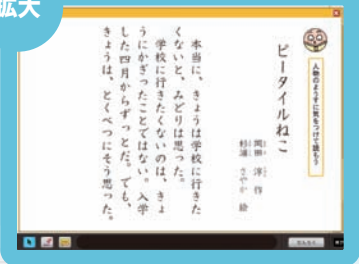 拡大
人物のようすに気をつけて読もう
ピータイルねこ
岡田 淳 作
杉浦 さやか 絵
本当に、きょうは学校に行きた
くないと、みどりは思った。
学校に行きたくないのは、きょ
うにかぎったことではない。入学
した四月からずっとだ。でも、
きょうは、とくべつにそう思った。